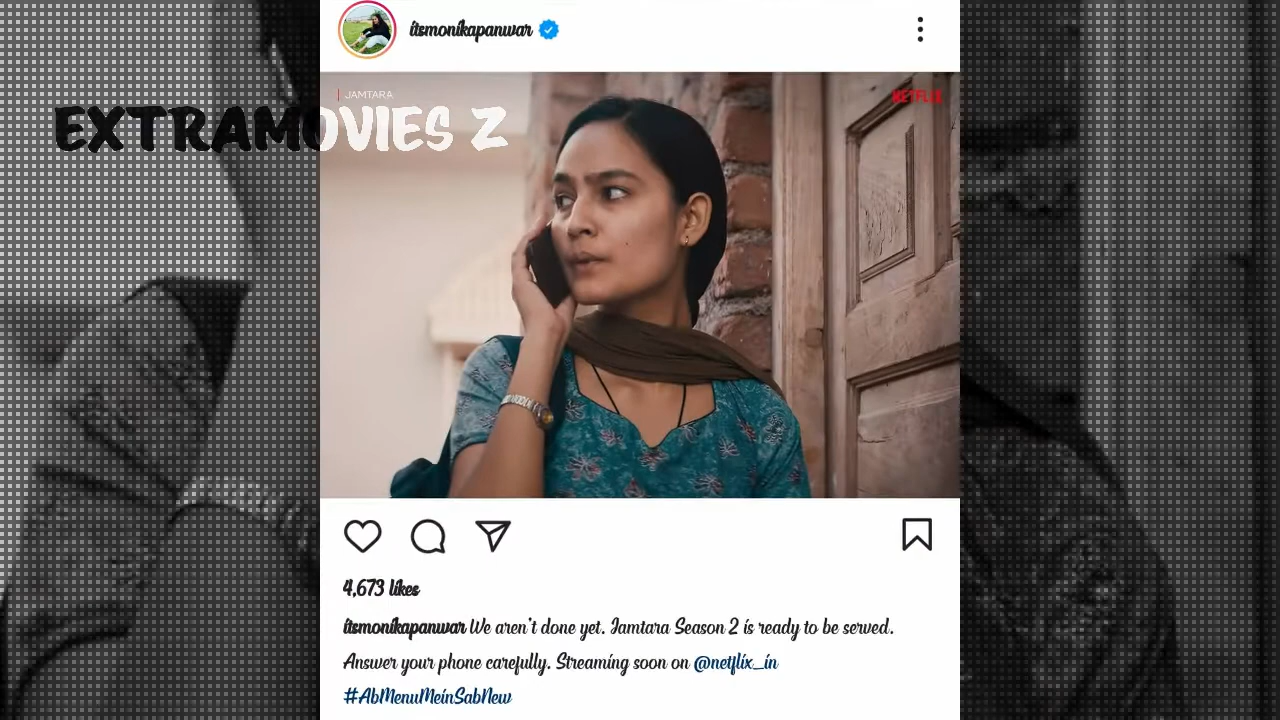 itsmonikapanwar
JAMTARA
NETFLIX
EXTRAMOVIES Z
4,673 likes
itsmonikapanwar We aren't done yet. Jamtara Season 2 is ready to be served.
Answer your phone carefully. Streaming soon on @netflix_in
#AbMenuMeinSabNew